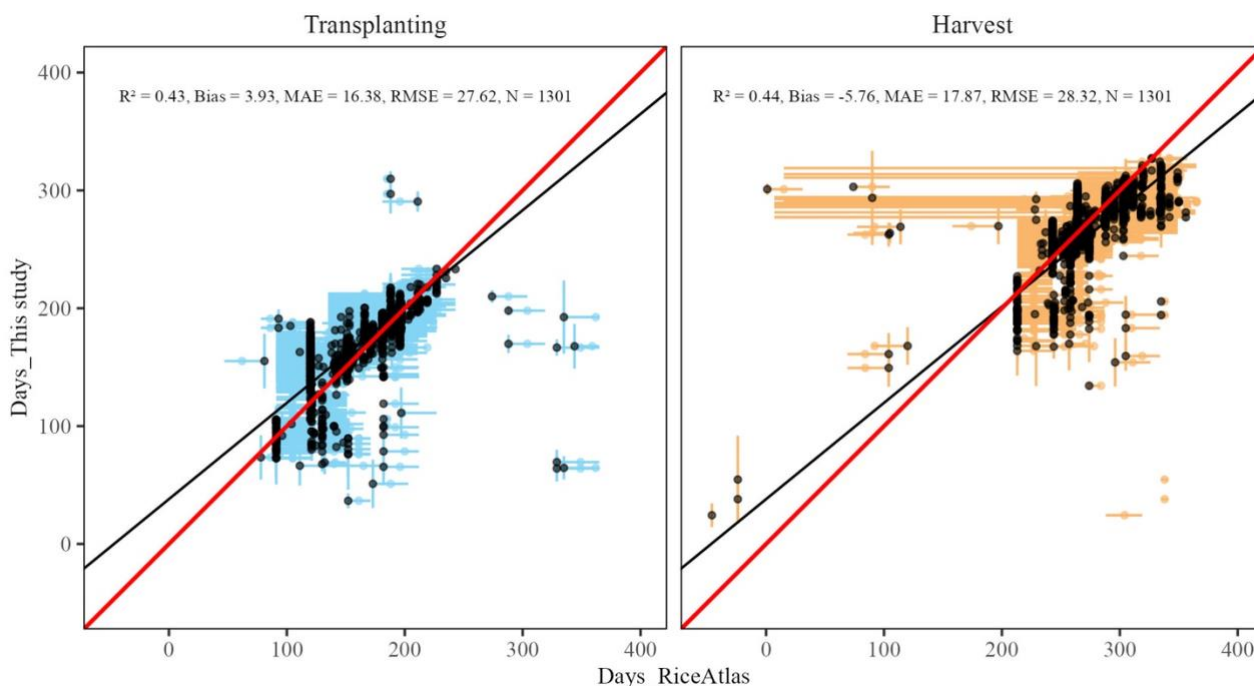 Transplanting
Harvest
R² = 0.43, Bias = 3.93, MAE = 16.38, RMSE = 27.62, N = 1301
R² = 0.44, Bias = -5.76, MAE = 17.87, RMSE = 28.32, N = 1301
Days_This study
400
300
200
100
0
0 100 200 300 400
0 100 200 300 400
Days_RiceAtlas